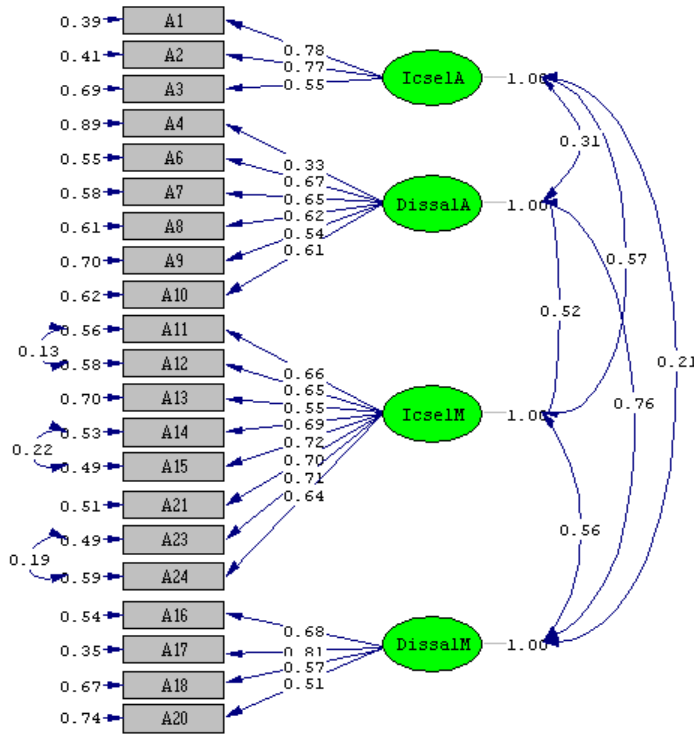 0.39 A1
0.78
0.41 A2
0.77
IcselA 1.00
0.69 A3
0.55
0.89 A4
0.31
0.55 A6
0.33
0.67
0.58 A7
0.65
DissalA 1.00
0.61 A8
0.62
0.54
0.70 A9
0.61
0.57
0.62 A10
0.52
0.56 A11
0.13
0.58 A12
0.21
0.66
0.65
0.70 A13
0.55
0.76
IcselM 1.00
0.53 A14
0.69
0.22
0.72
0.49 A15
0.70
0.71
0.51 A21
0.64
0.49 A23
0.56
0.19
0.59 A24
0.54 A16
0.68
0.35 A17
0.81
DissalM 1.00
0.57
0.67 A18
0.51
0.74 A20